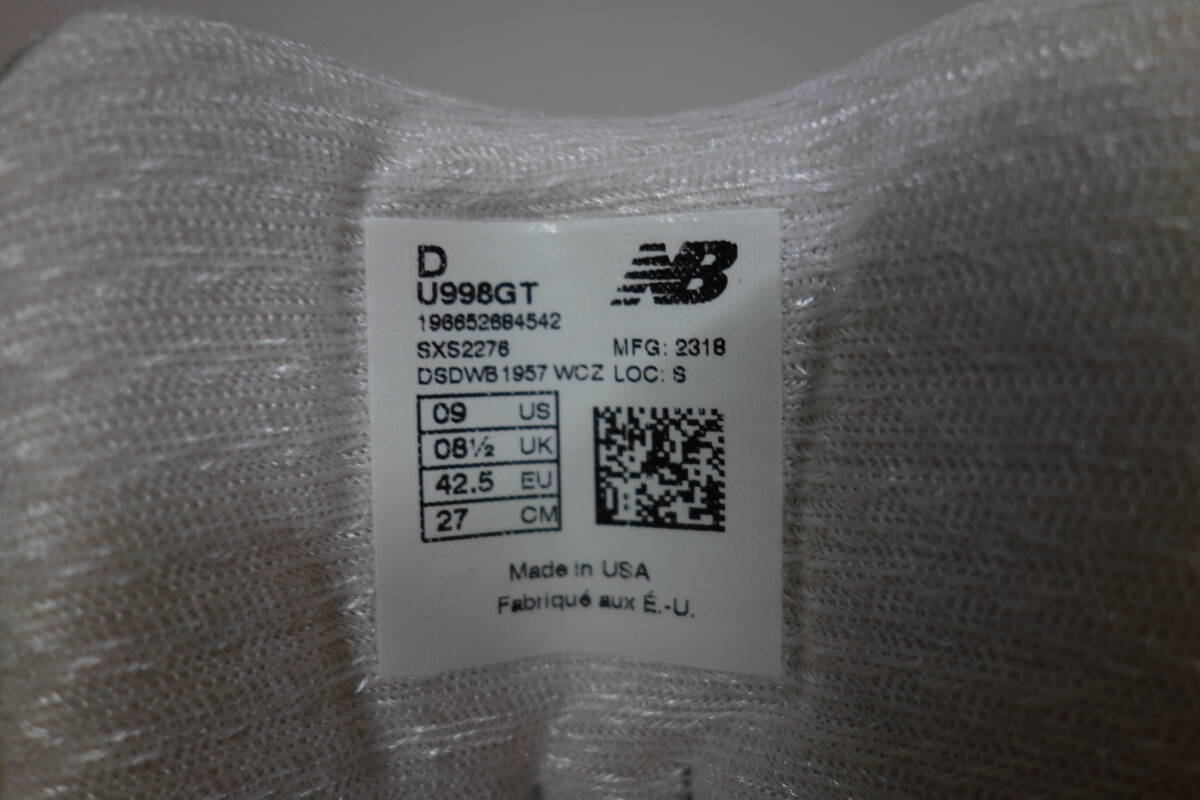 D
NB
U998GT
196652684542
SXS2276 MFG: 2318
DSDWB1957 WCZ LOC: S
09 US
08½ UK
42.5 EU
27 CM
Made in USA
Fabriqué aux É.-U.